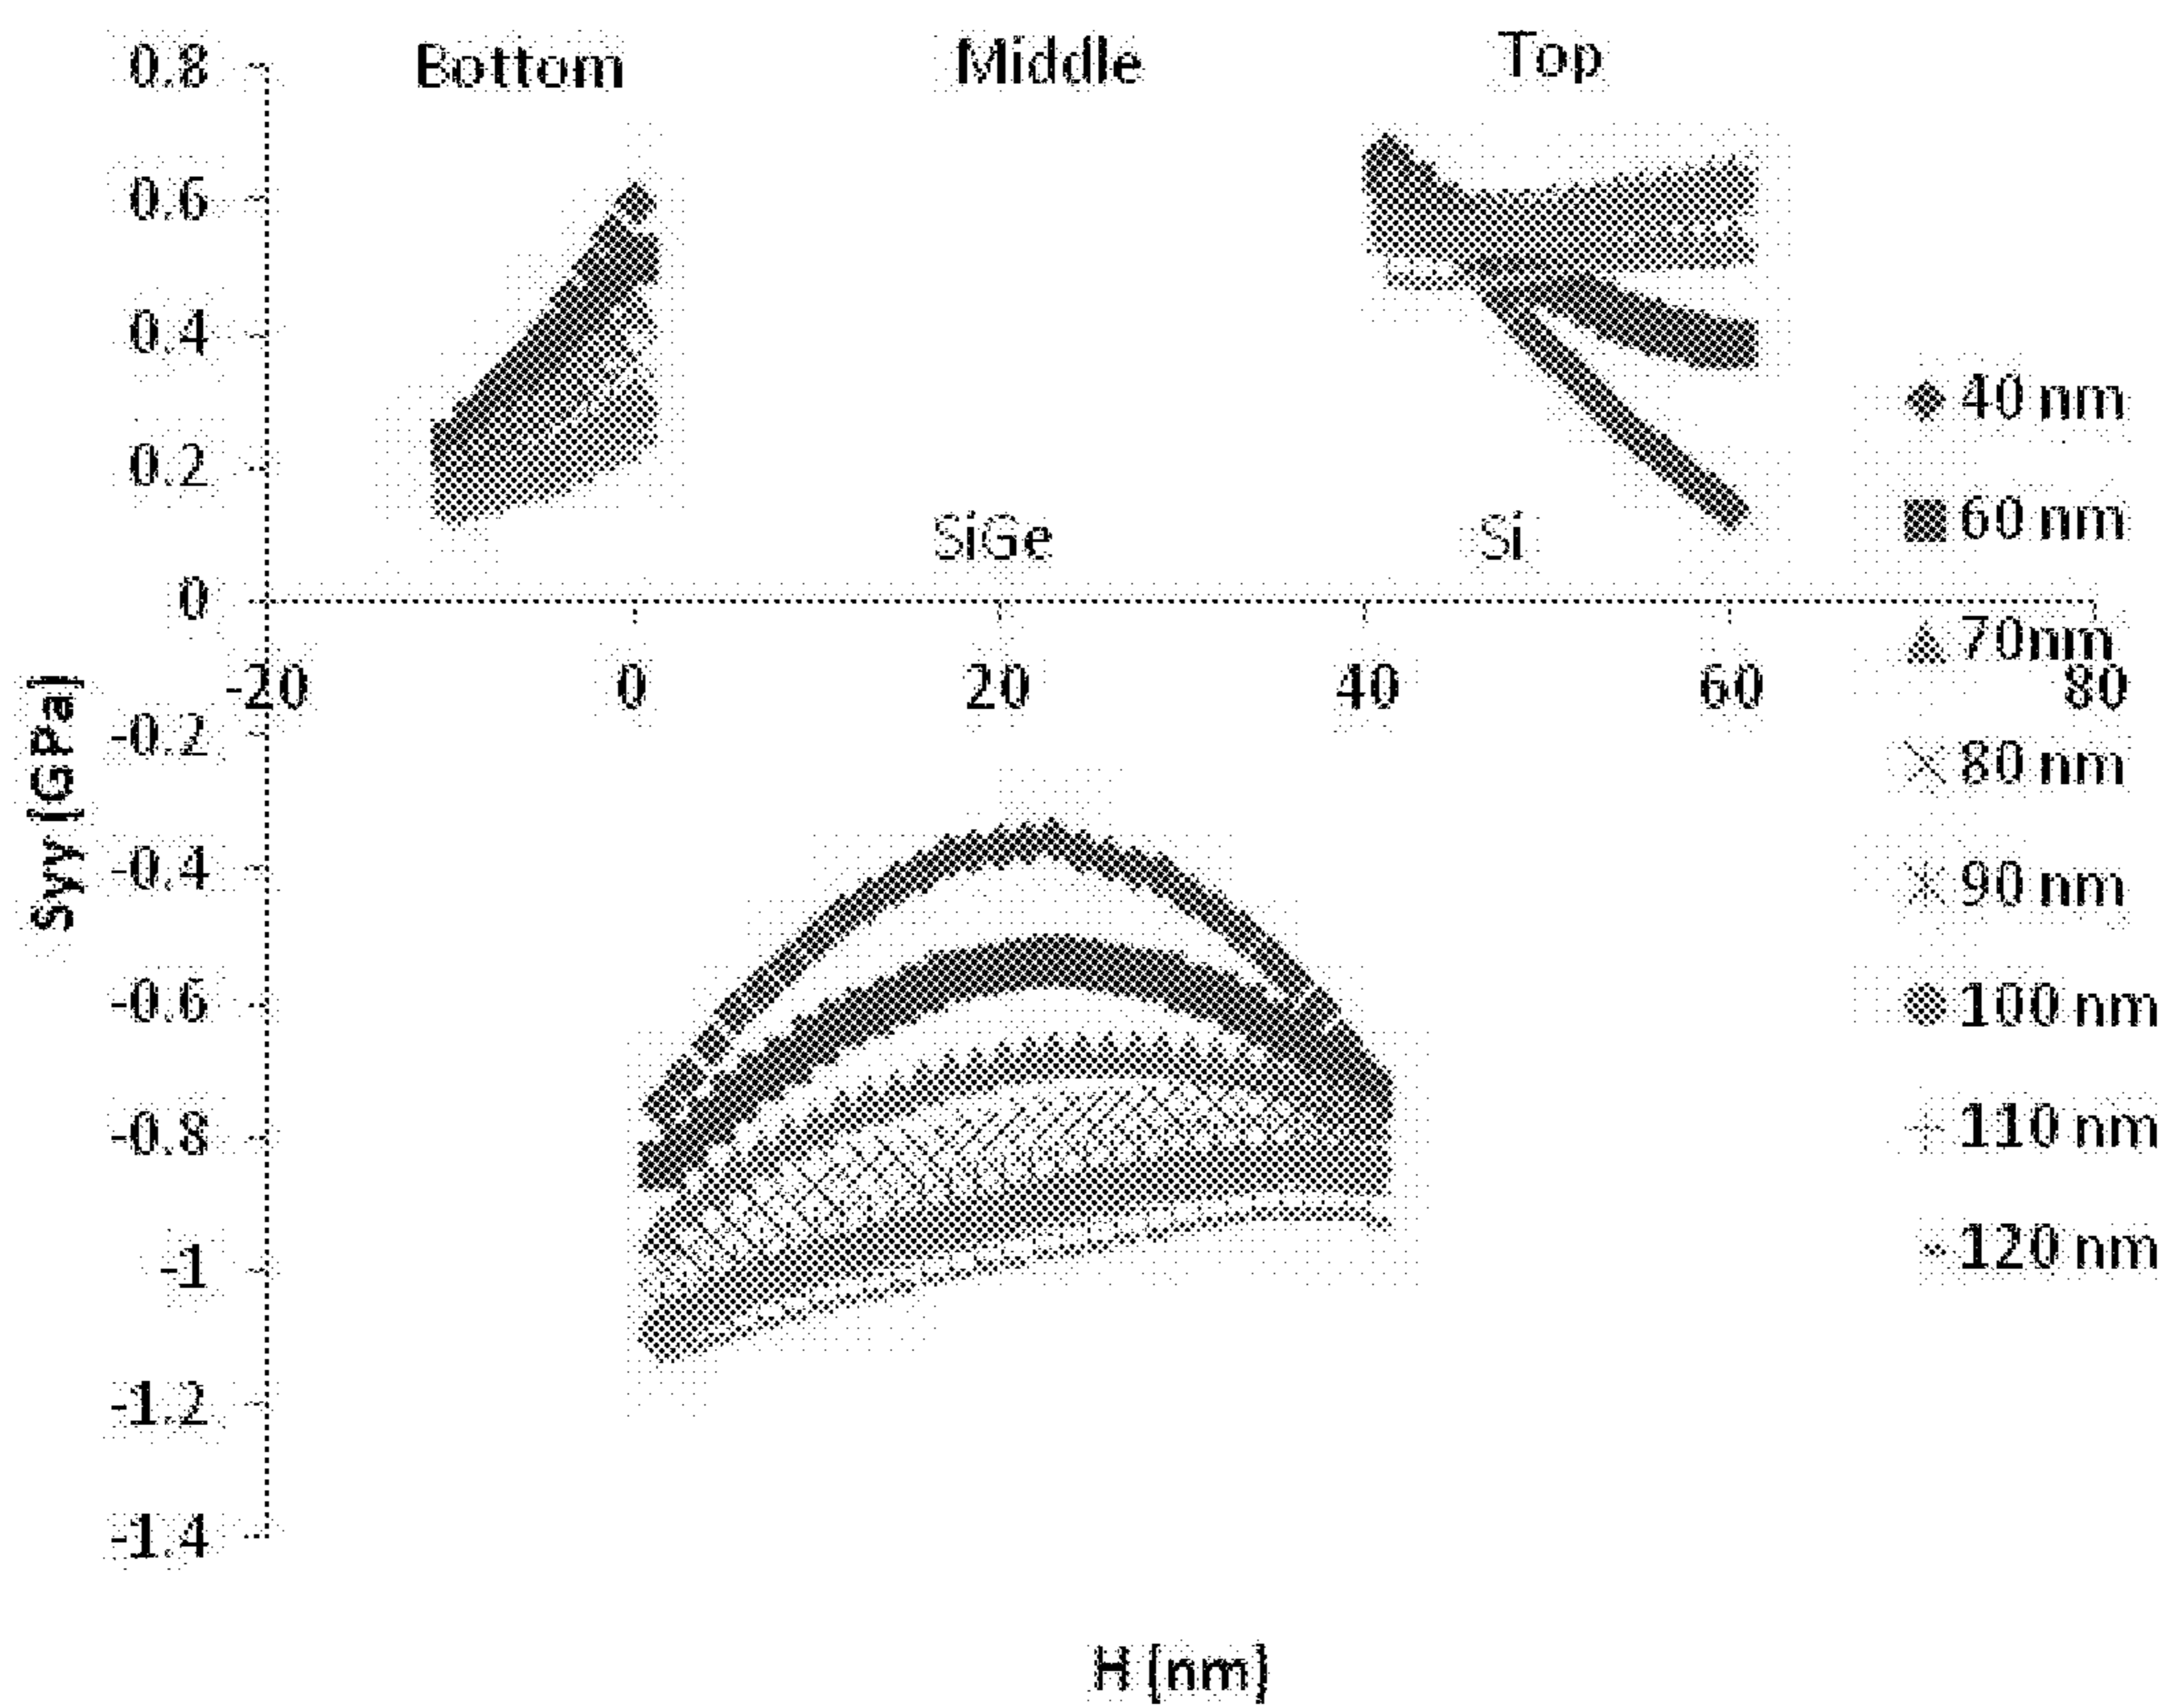 Bottom Middle Top
0.8
0.6
0.4
0.2
0
-0.2
-0.4
-0.6
-0.8
-1
-1.2
-1.4
Syy (GPa)
SiGe Si
-20 0 20 40 60 80
40 nm
60 nm
70nm
80 nm
90 nm
100 nm
110 nm
120 nm
H (nm)